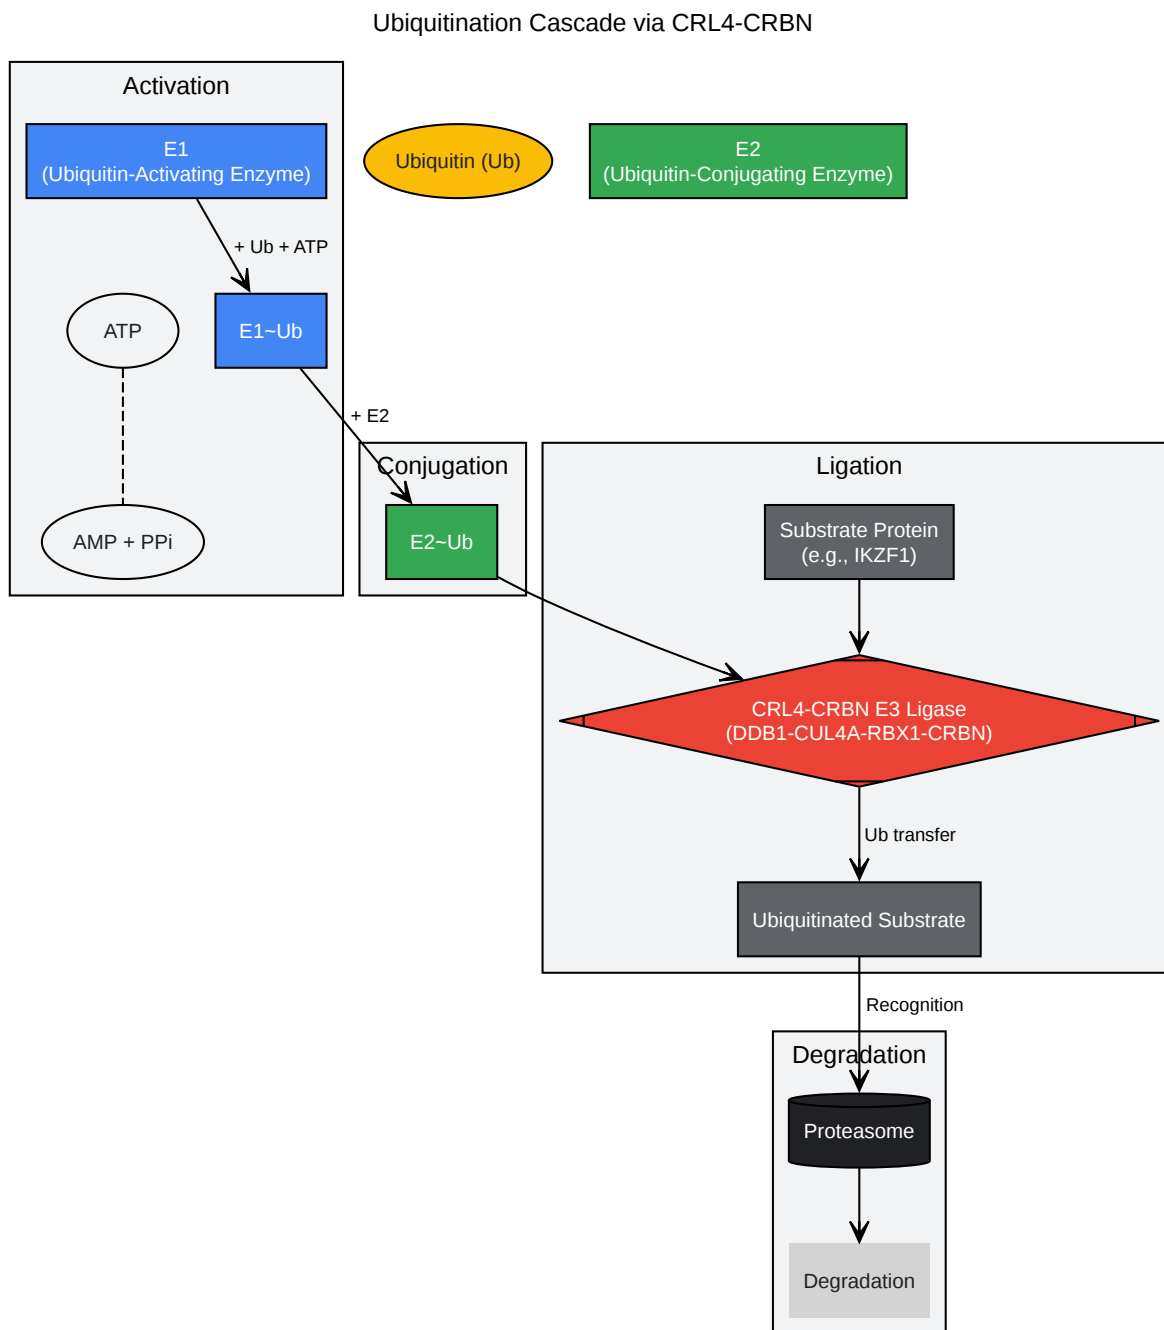 Ubiquitination Cascade via CRL4-CRBN
Activation
E1
(Ubiquitin-Activating Enzyme)
Ubiquitin (Ub)
E2
(Ubiquitin-Conjugating Enzyme)
+ Ub + ATP
ATP
E1~Ub
+ E2
Conjugation
Ligation
AMP + PPi
E2~Ub
Substrate Protein
(e.g., IKZF1)
CRL4-CRBN E3 Ligase
(DDB1-CUL4A-RBX1-CRBN)
Ub transfer
Ubiquitinated Substrate
Recognition
Degradation
Proteasome
Degradation